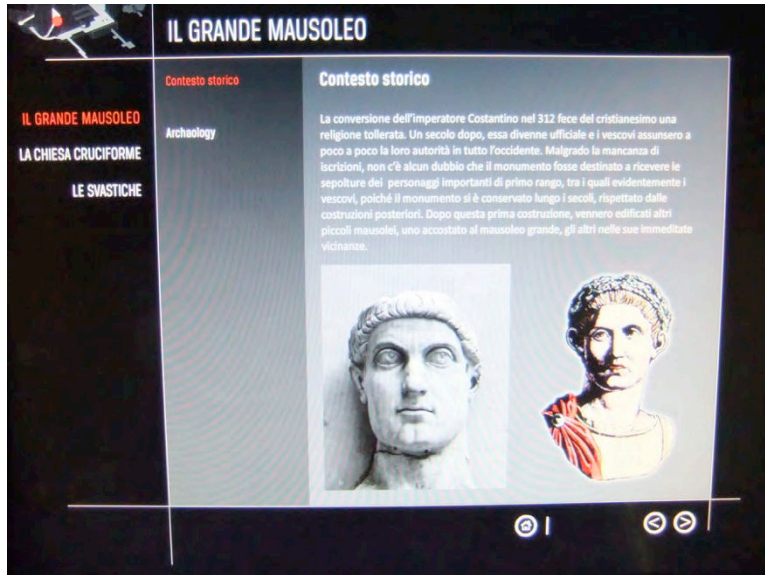 IL GRANDE MAUSOLEO
IL GRANDE MAUSOLEO
LA CHIESA CRUCIFORME
LE SVASTICHE
Contesto storico
Archaology
Contesto storico
La conversione dell'imperatore Costantino nel 312 fece del cristianesimo una
religione tollerata. Un secolo dopo, essa divenne ufficiale e i vescovi assunsero a
poco a poco la loro autorità in tutto l'occidente. Malgrado la mancanza di
iscrizioni, non c'è alcun dubbio che il monumento fosse destinato a ricevere le
sepolture dei personaggi importanti di primo rango, tra i quali evidentemente i
vescovi, poiché il monumento si è conservato lungo i secoli, rispettato dalle
costruzioni posteriori. Dopo questa prima costruzione, vennero edificati altri
piccoli mausolei, uno accostato al mausoleo grande, gli altri nelle sue immeditate
vicinanze.